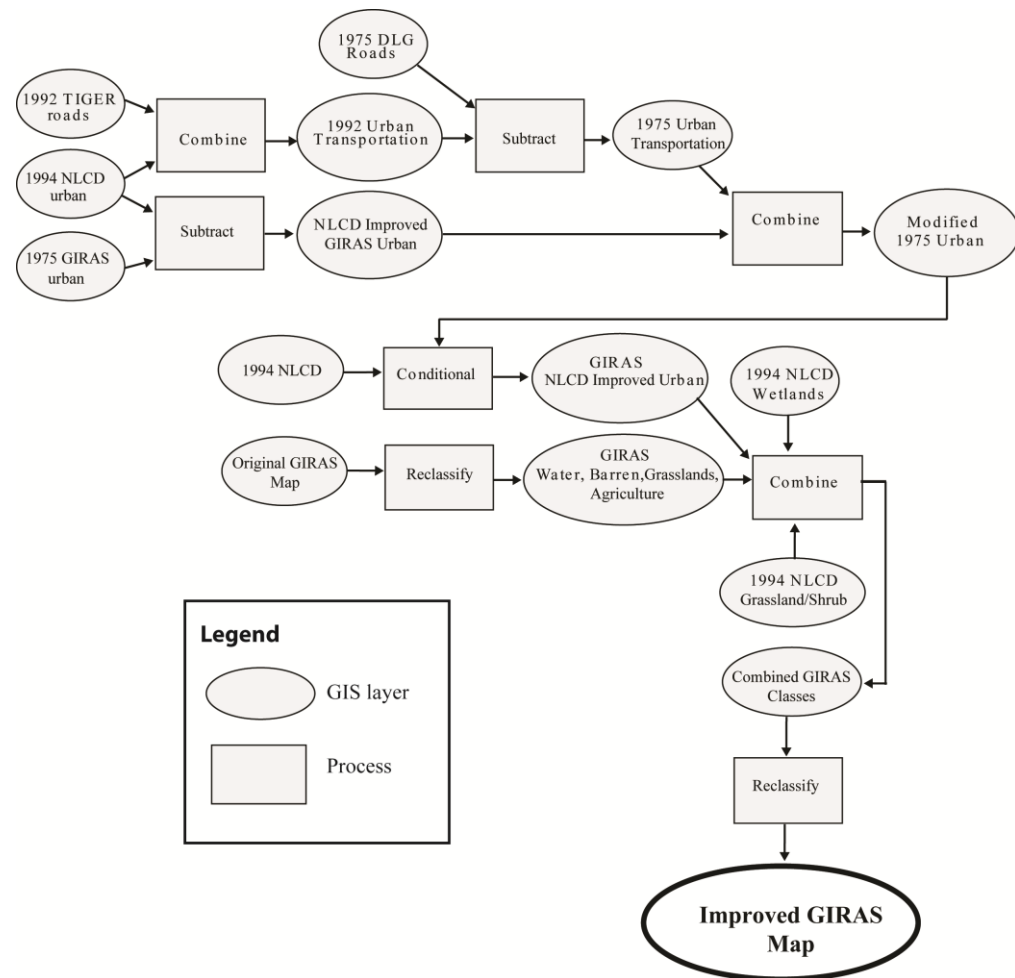 1975 DLG
Roads
1992 TIGER
roads
Combine
1992 Urban
Transportation
Subtract
1975 Urban
Transportation
1994 NLCD
urban
Subtract
NLCD Improved
GIRAS Urban
Combine
Modified
1975 Urban
1975 GIRAS
urban
1994 NLCD
Conditional
GIRAS
NLCD Improved Urban
1994 NLCD
Wetlands
Original GIRAS
Map
Reclassify
GIRAS
Water, Barren,Grasslands,
Agriculture
Combine
1994 NLCD
Grassland/Shrub
Legend
GIS layer
Process
Combined GIRAS
Classes
Reclassify
Improved GIRAS
Map